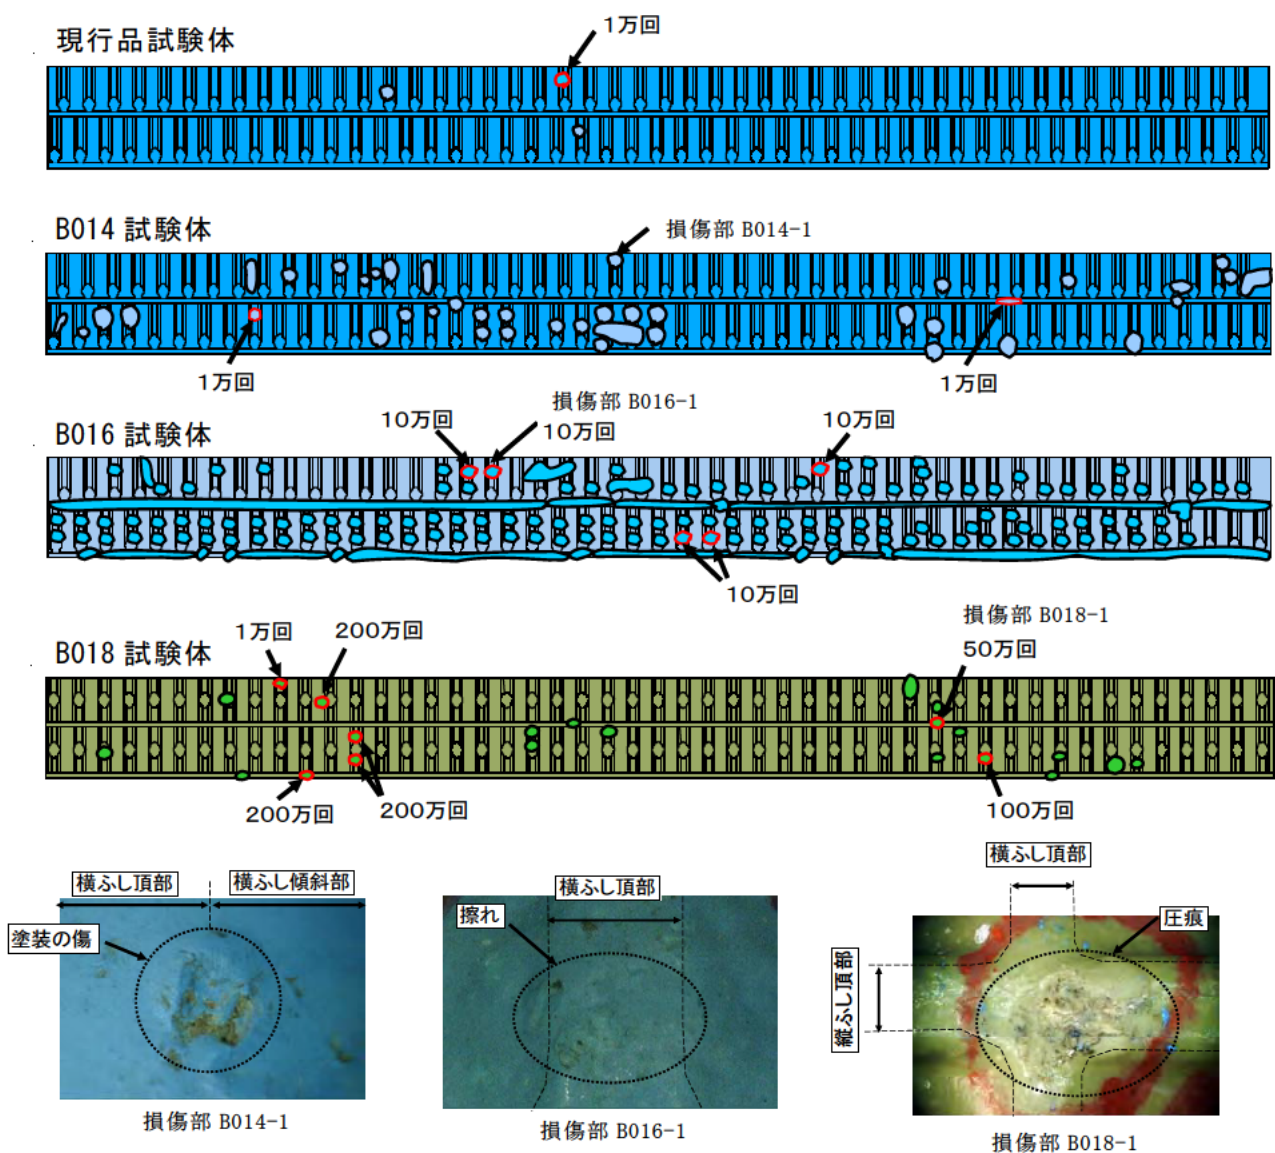 現行品試験体
1万回
B014 試験体
損傷部 B014-1
1万回
1万回
B016 試験体
10万回
損傷部 B016-1
10万回
10万回
10万回
B018 試験体
1万回
200万回
損傷部 B018-1
50万回
200万回
200万回
100万回
横ふし頂部
横ふし傾斜部
塗装の傷
損傷部 B014-1
横ふし頂部
擦れ
損傷部 B016-1
横ふし頂部
圧痕
縦ふし頂部
損傷部 B018-1